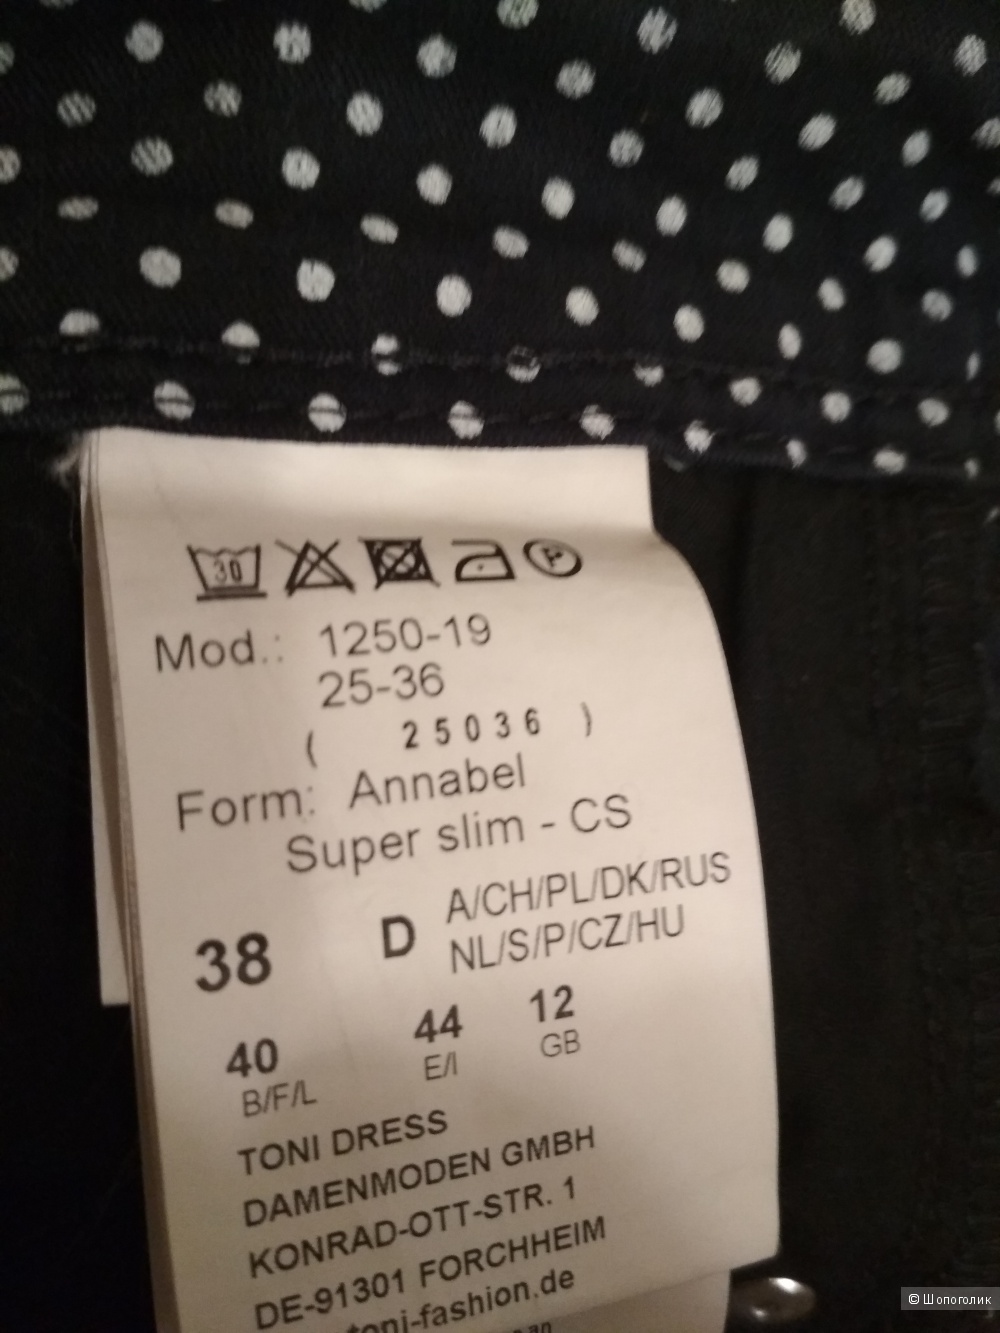 30
P
Mod.: 1250-19
25-36
( 25036 )
Form: Annabel
Super slim - CS
38 D A/CH/PL/DK/RUS
NL/S/P/CZ/HU
40 44 12
B/F/L E/I GB
TONI DRESS
DAMENMODEN GMBH
KONRAD-OTT-STR. 1
DE-91301 FORCHHEIM
toni-fashion.de
© Шопоголик